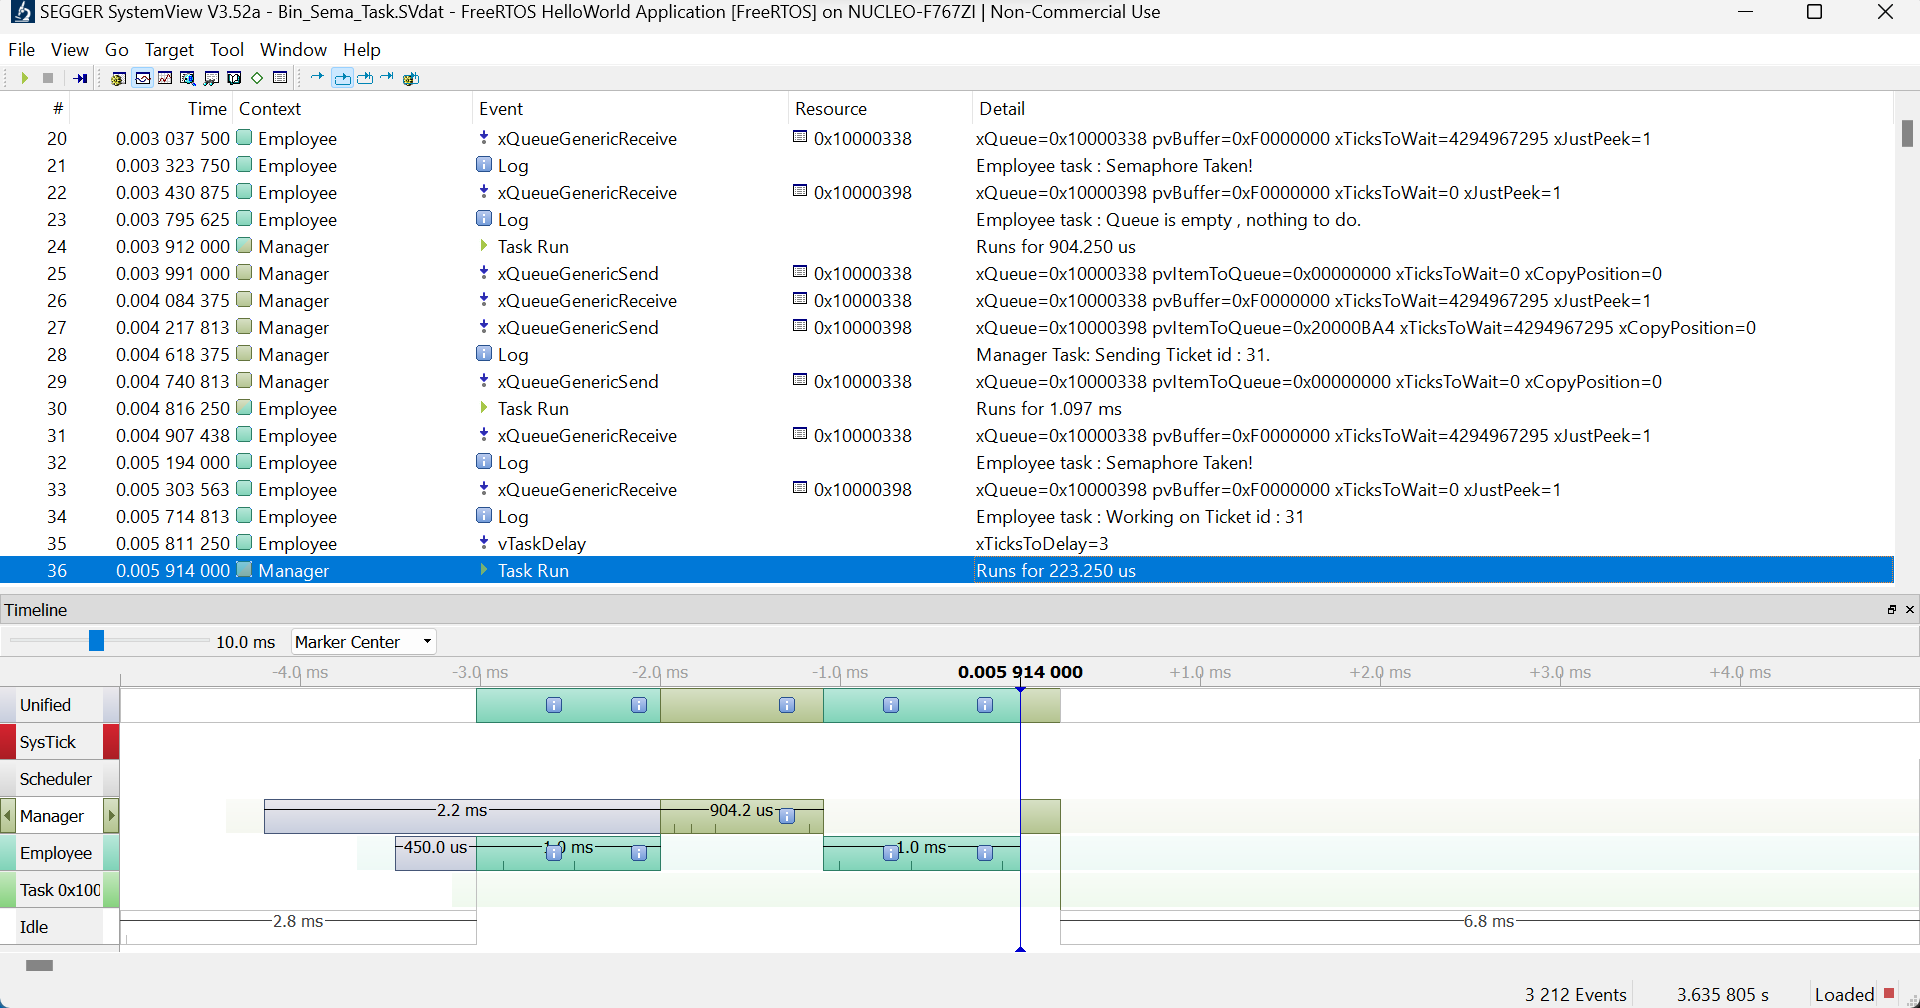 SEGGER SystemView V3.52a - Bin_Sema_Task.SVdat - FreeRTOS HelloWorld Application [FreeRTOS] on NUCLEO-F767ZI | Non-Commercial Use
File View Go Target Tool Window Help
# Time Context Event Resource Detail
20 0.003 037 500 Employee xQueueGenericReceive 0x10000338 xQueue=0x10000338 pvBuffer=0xF0000000 xTicksToWait=4294967295 xJustPeek=1
21 0.003 323 750 Employee Log Employee task : Semaphore Taken!
22 0.003 430 875 Employee xQueueGenericReceive 0x10000398 xQueue=0x10000398 pvBuffer=0xF0000000 xTicksToWait=0 xJustPeek=1
23 0.003 795 625 Employee Log Employee task : Queue is empty , nothing to do.
24 0.003 912 000 Manager Task Run Runs for 904.250 us
25 0.003 991 000 Manager xQueueGenericSend 0x10000338 xQueue=0x10000338 pvItemToQueue=0x00000000 xTicksToWait=0 xCopyPosition=0
26 0.004 084 375 Manager xQueueGenericReceive 0x10000338 xQueue=0x10000338 pvBuffer=0xF0000000 xTicksToWait=4294967295 xJustPeek=1
27 0.004 217 813 Manager xQueueGenericSend 0x10000398 xQueue=0x10000398 pvItemToQueue=0x20000BA4 xTicksToWait=4294967295 xCopyPosition=0
28 0.004 618 375 Manager Log Manager Task: Sending Ticket id : 31.
29 0.004 740 813 Manager xQueueGenericSend 0x10000338 xQueue=0x10000338 pvItemToQueue=0x00000000 xTicksToWait=0 xCopyPosition=0
30 0.004 816 250 Employee Task Run Runs for 1.097 ms
31 0.004 907 438 Employee xQueueGenericReceive 0x10000338 xQueue=0x10000338 pvBuffer=0xF0000000 xTicksToWait=4294967295 xJustPeek=1
32 0.005 194 000 Employee Log Employee task : Semaphore Taken!
33 0.005 303 563 Employee xQueueGenericReceive 0x10000398 xQueue=0x10000398 pvBuffer=0xF0000000 xTicksToWait=0 xJustPeek=1
34 0.005 714 813 Employee Log Employee task : Working on Ticket id : 31
35 0.005 811 250 Employee vTaskDelay xTicksToDelay=3
36 0.005 914 000 Manager Task Run Runs for 223.250 us
Timeline
10.0 ms Marker Center
-4.0 ms -3.0 ms -2.0 ms -1.0 ms 0.005 914 000 +1.0 ms +2.0 ms +3.0 ms +4.0 ms
Unified
SysTick
Scheduler
Manager 2.2 ms 904.2 us
Employee 450.0 us 1.0 ms 1.0 ms
Task 0x100
Idle 2.8 ms 6.8 ms
3 212 Events 3.635 805 s Loaded